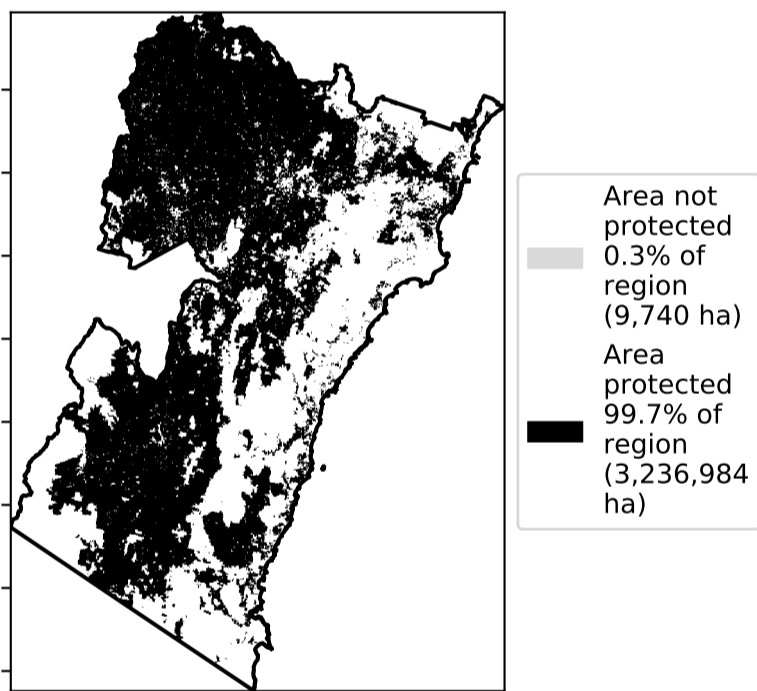 Area not
protected
0.3% of
region
(9,740 ha)
Area
protected
99.7% of
region
(3,236,984
ha)